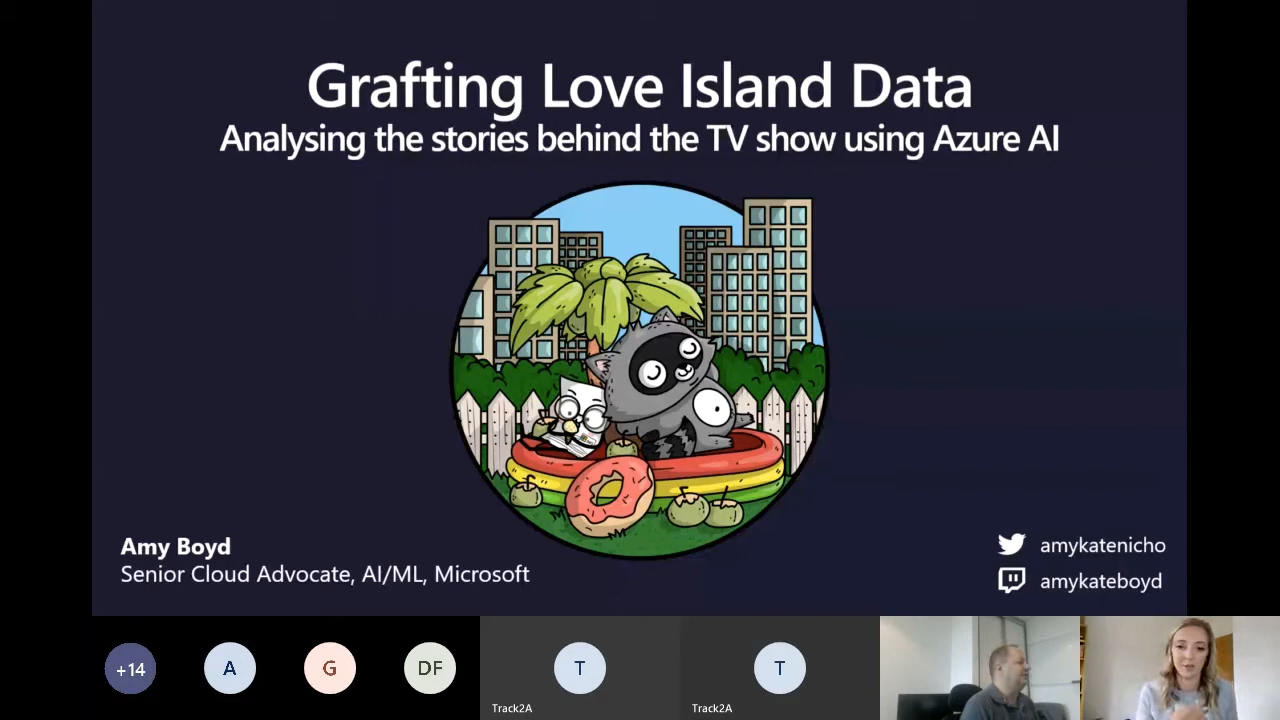 Grafting Love Island Data
Analysing the stories behind the TV show using Azure AI
Amy Boyd
Senior Cloud Advocate, AI/ML, Microsoft
amykatenicho
amykateboyd
+14
A
G
DF
T
T
Track2A
Track2A